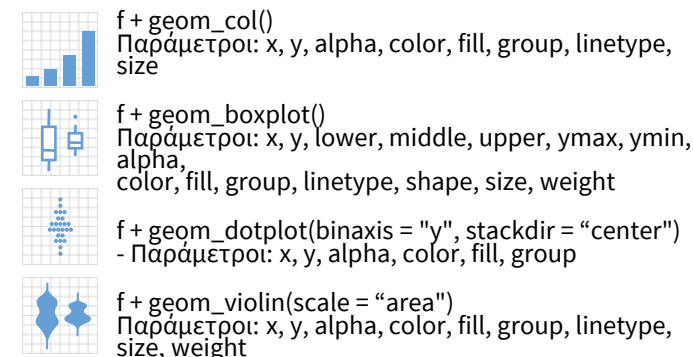 f + geom_col()
Παράμετροι: x, y, alpha, color, fill, group, linetype,
size
f + geom_boxplot()
Παράμετροι: x, y, lower, middle, upper, ymax, ymin,
alpha,
color, fill, group, linetype, shape, size, weight
f + geom_dotplot(binaxis = "y", stackdir = “center")
- Παράμετροι: x, y, alpha, color, fill, group
f + geom_violin(scale = “area")
Παράμετροι: x, y, alpha, color, fill, group, linetype,
size, weight